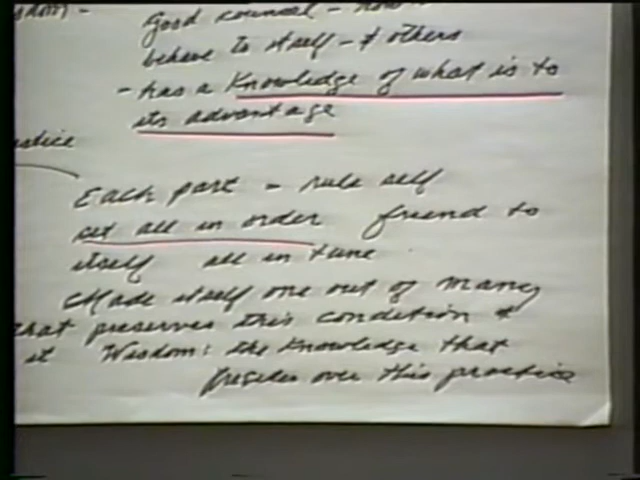 Good counsel - how
behave to itself - & others
- has a Knowledge of what is to
its advantage
Each part - rule self
set all in order friend to
itself all in tune
Made itself one out of many
that preserves this condition &
it Wisdom: the Knowledge that
presides over this practice